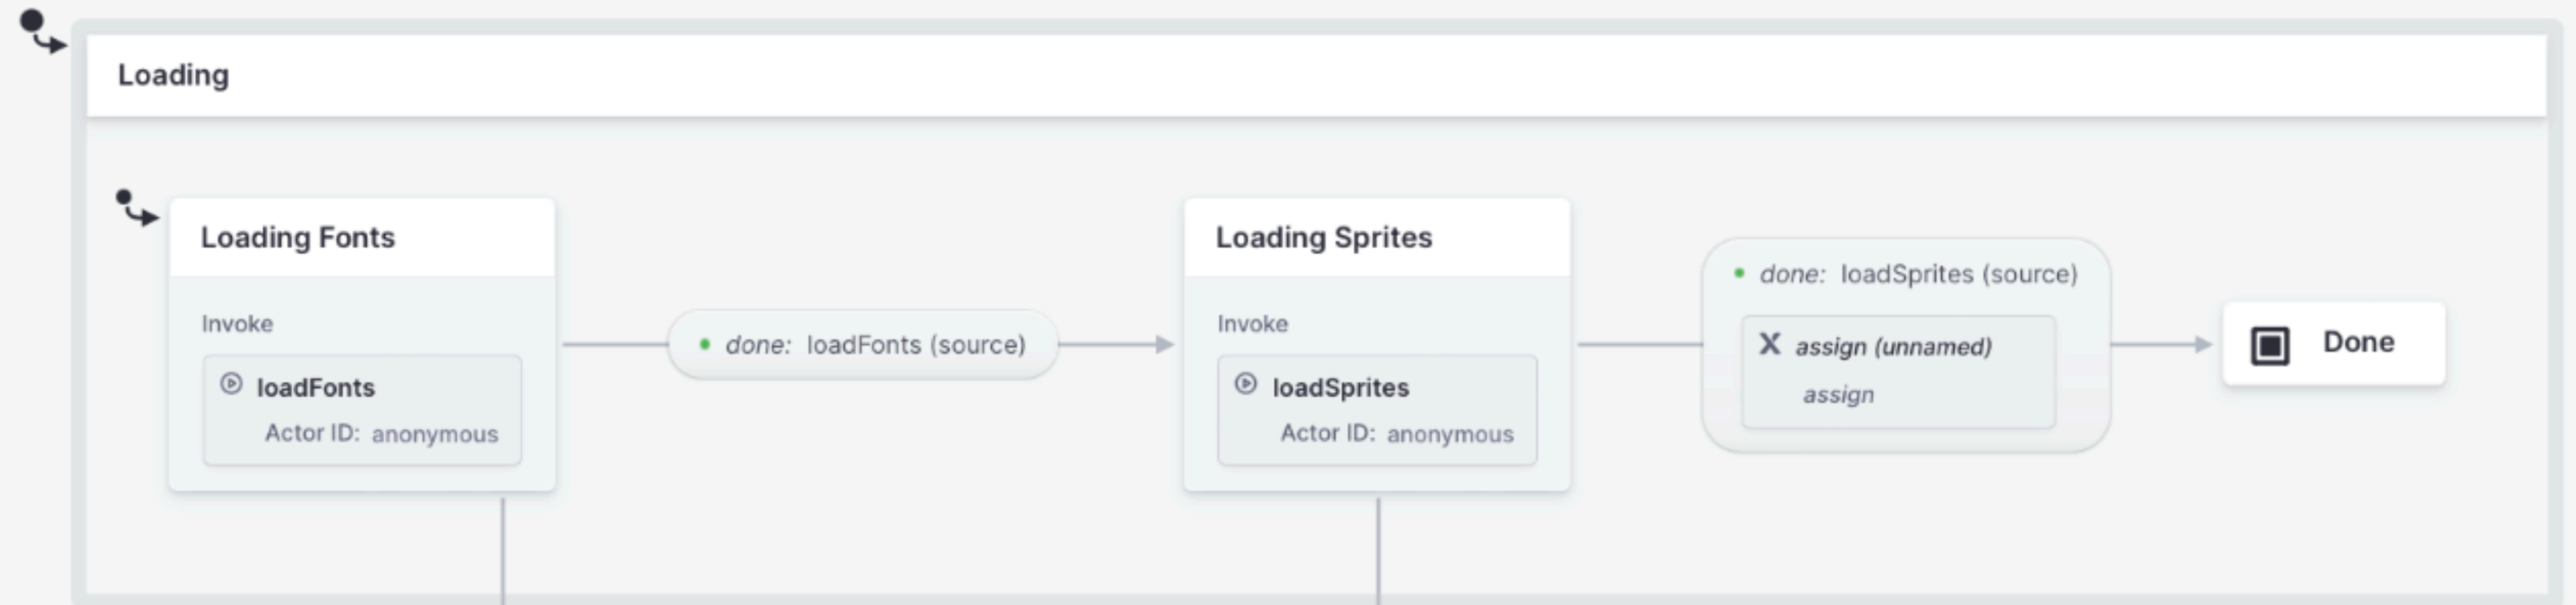 Loading
Loading Fonts
Invoke
loadFonts
Actor ID: anonymous
done: loadFonts (source)
Loading Sprites
Invoke
loadSprites
Actor ID: anonymous
done: loadSprites (source)
assign (unnamed)
assign
Done